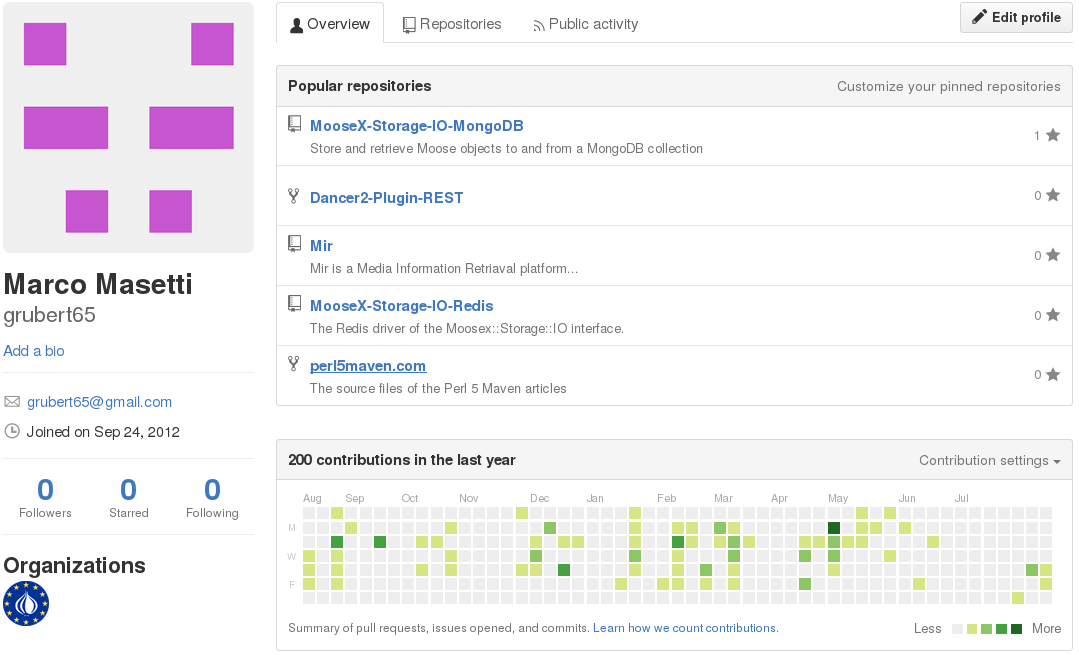 Overview Repositories Public activity Edit profile
Popular repositories Customize your pinned repositories
MooseX-Storage-IO-MongoDB
Store and retrieve Moose objects to and from a MongoDB collection
1
Dancer2-Plugin-REST
0
Mir
Mir is a Media Information Retriaval platform...
0
MooseX-Storage-IO-Redis
The Redis driver of the Moosex::Storage::IO interface.
0
perl5maven.com
The source files of the Perl 5 Maven articles
0
Marco Masetti
grubert65
Add a bio
grubert65@gmail.com
Joined on Sep 24, 2012
0 0 0
Followers Starred Following
Organizations
200 contributions in the last year Contribution settings
Aug Sep Oct Nov Dec Jan Feb Mar Apr May Jun Jul
M
W
F
Summary of pull requests, issues opened, and commits. Learn how we count contributions. Less More